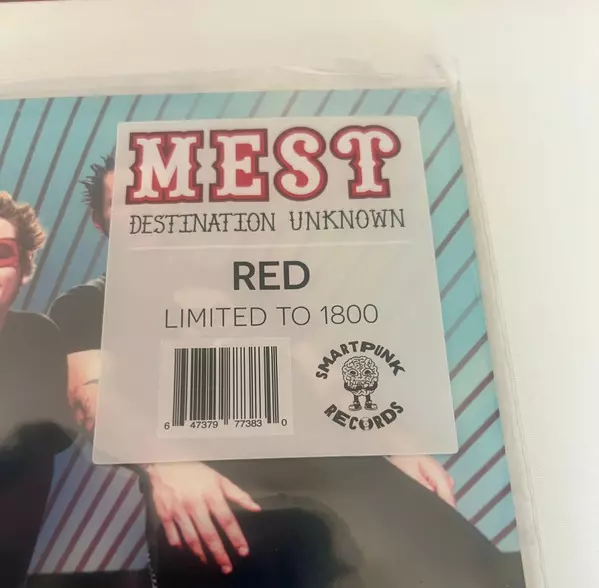 MEST
DESTINATION UNKNOWN
RED
LIMITED TO 1800
6 47379 77383 0
SMARTPUNK
RECORDS